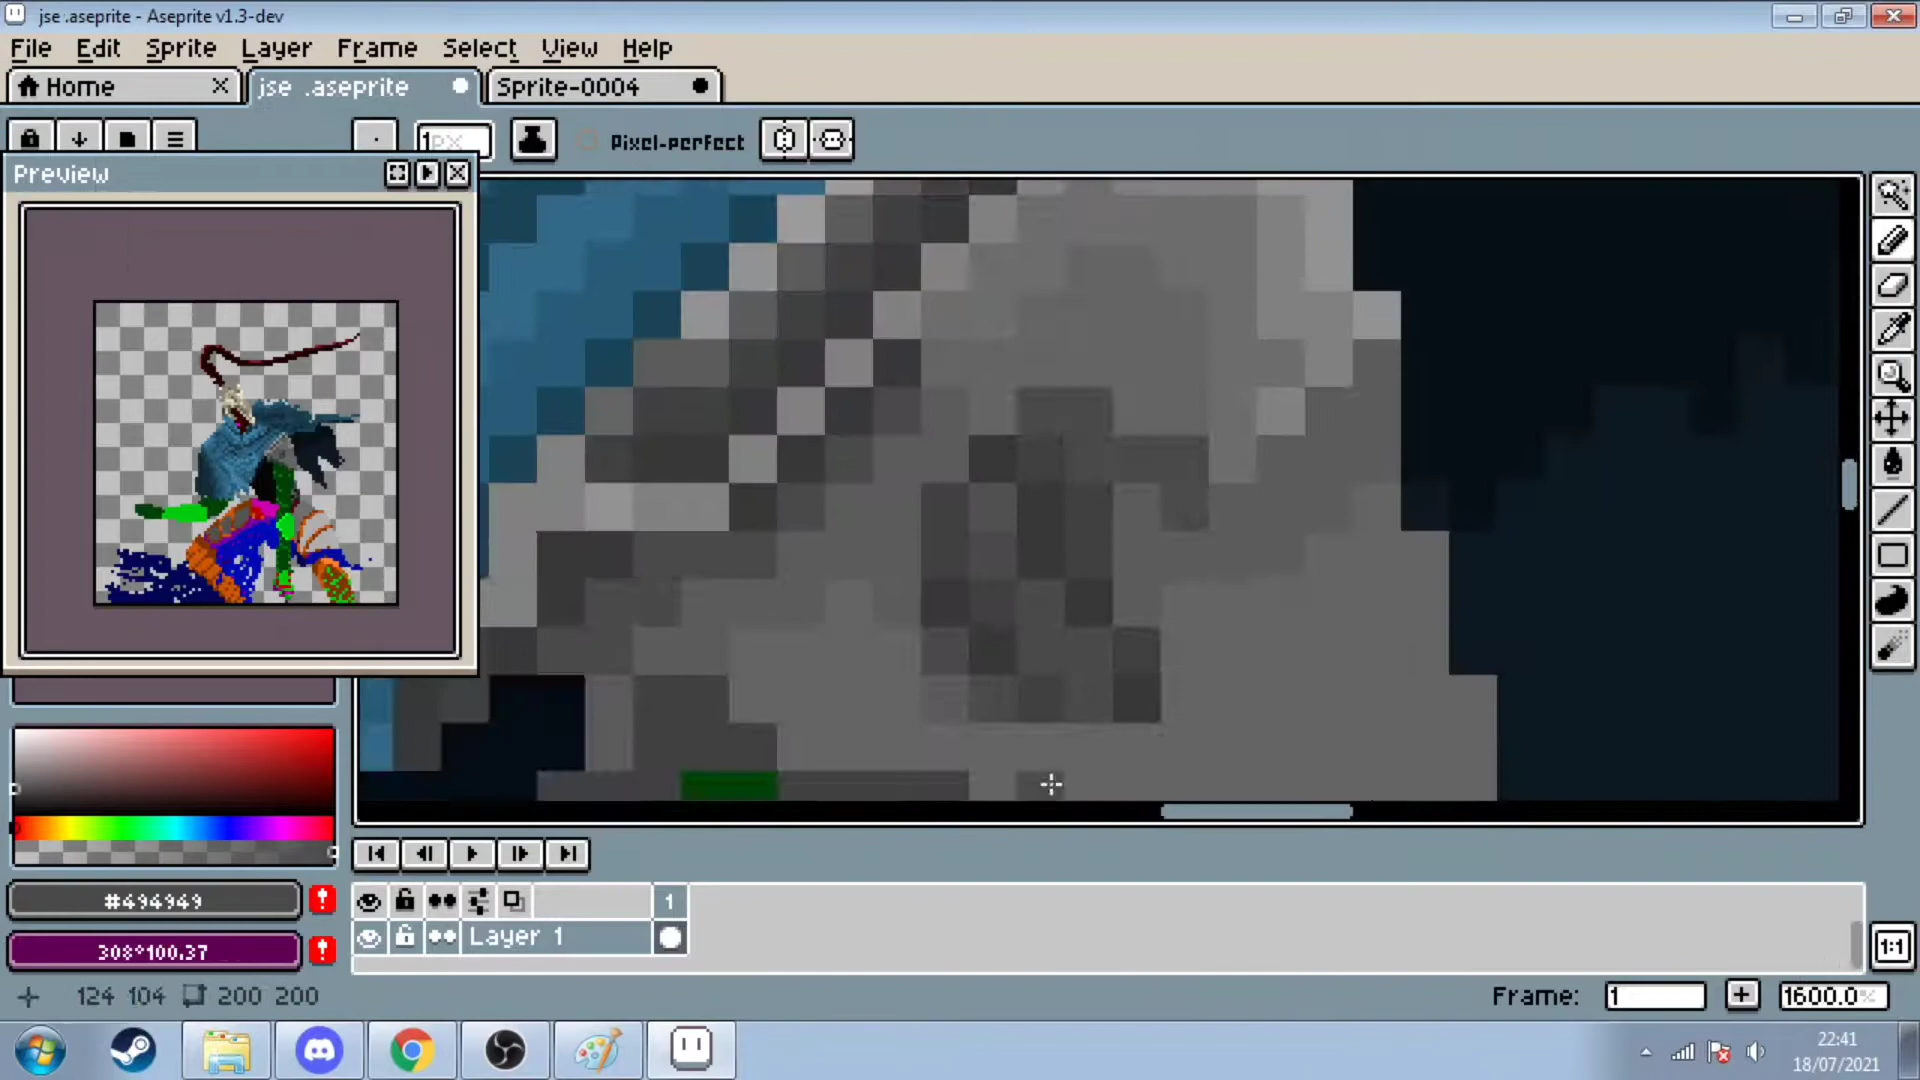 jse .aseprite - Aseprite v1.3-dev
File Edit Sprite Layer Frame Select View Help
Home
jse .aseprite
Sprite-0004
1px
Pixel-perfect
Preview
#494949
308°100.37
1
Layer 1
1:1
124 104
200 200
Frame:
1
+
1600.0%
22:41
18/07/2021